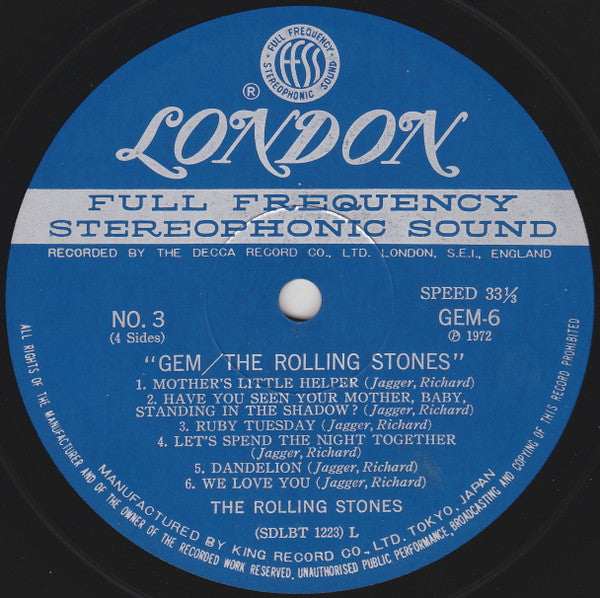 FULL FREQUENCY
ffss
STEREOPHONIC SOUND
®
LONDON
FULL FREQUENCY
STEREOPHONIC SOUND
RECORDED BY THE DECCA RECORD CO., LTD. LONDON, S.E.I., ENGLAND
SPEED 33⅓
NO. 3
GEM-6
(4 Sides)
℗ 1972
"GEM/THE ROLLING STONES"
1. MOTHER'S LITTLE HELPER (Jagger, Richard)
2. HAVE YOU SEEN YOUR MOTHER, BABY,
STANDING IN THE SHADOW? (Jagger, Richard)
3. RUBY TUESDAY (Jagger, Richard)
4. LET'S SPEND THE NIGHT TOGETHER
(Jagger, Richard)
5. DANDELION (Jagger, Richard)
6. WE LOVE YOU (Jagger, Richard)
THE ROLLING STONES
(SDLBT 1223) L
MANUFACTURED BY KING RECORD CO., LTD. TOKYO, JAPAN
ALL RIGHTS OF THE MANUFACTURER AND OF THE OWNER OF THE RECORDED WORK RESERVED. UNAUTHORISED PUBLIC PERFORMANCE, BROADCASTING AND COPYING OF THIS RECORD PROHIBITED